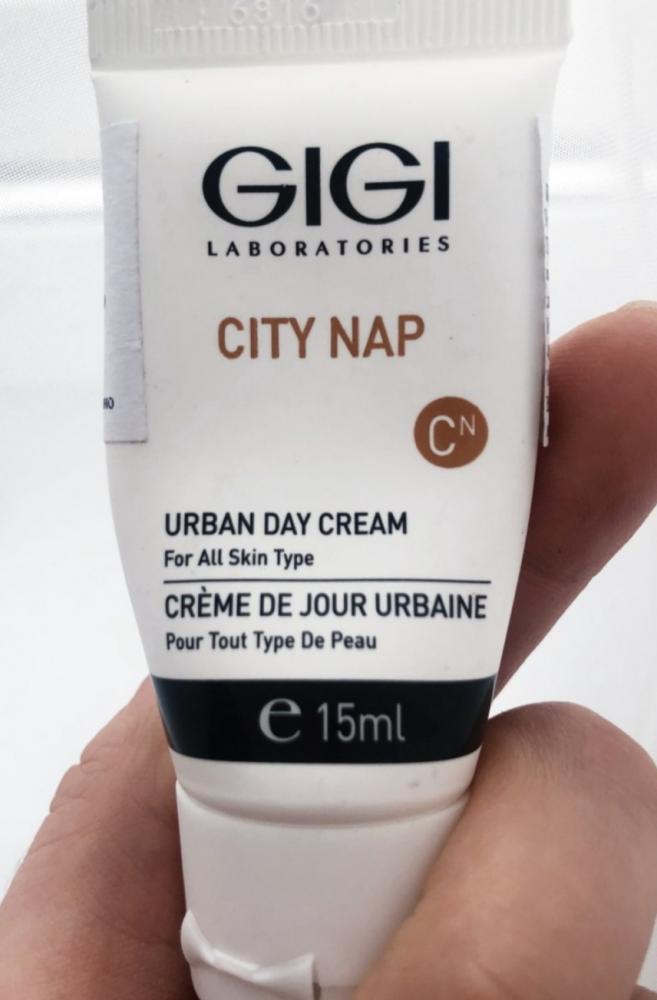 6816
GIGI
LABORATORIES
CITY NAP
CN
URBAN DAY CREAM
For All Skin Type
CRÈME DE JOUR URBAINE
Pour Tout Type De Peau
e 15ml